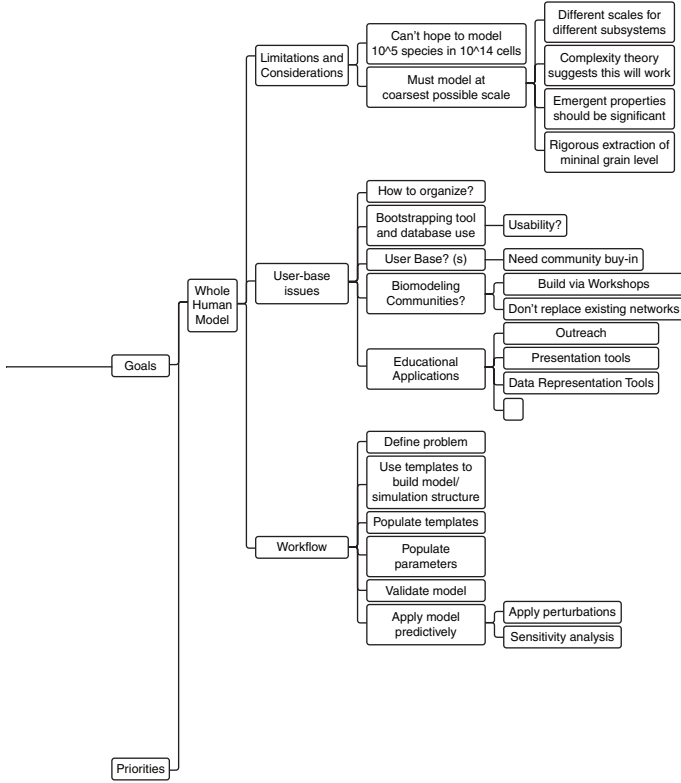 Different scales for
different subsystems
Can't hope to model
10^5 species in 10^14 cells
Limitations and
Considerations
Complexity theory
suggests this will work
Must model at
coarsest possible scale
Emergent properties
should be significant
Rigorous extraction of
mininal grain level
How to organize?
Bootstrapping tool
and database use
Usability?
User Base? (s)
Need community buy-in
User-base
issues
Biomodeling
Communities?
Build via Workshops
Don't replace existing networks
Whole
Human
Model
Outreach
Goals
Educational
Applications
Presentation tools
Data Representation Tools
Define problem
Use templates to
build model/
simulation structure
Populate templates
Workflow
Populate
parameters
Validate model
Apply model
predictively
Apply perturbations
Sensitivity analysis
Priorities